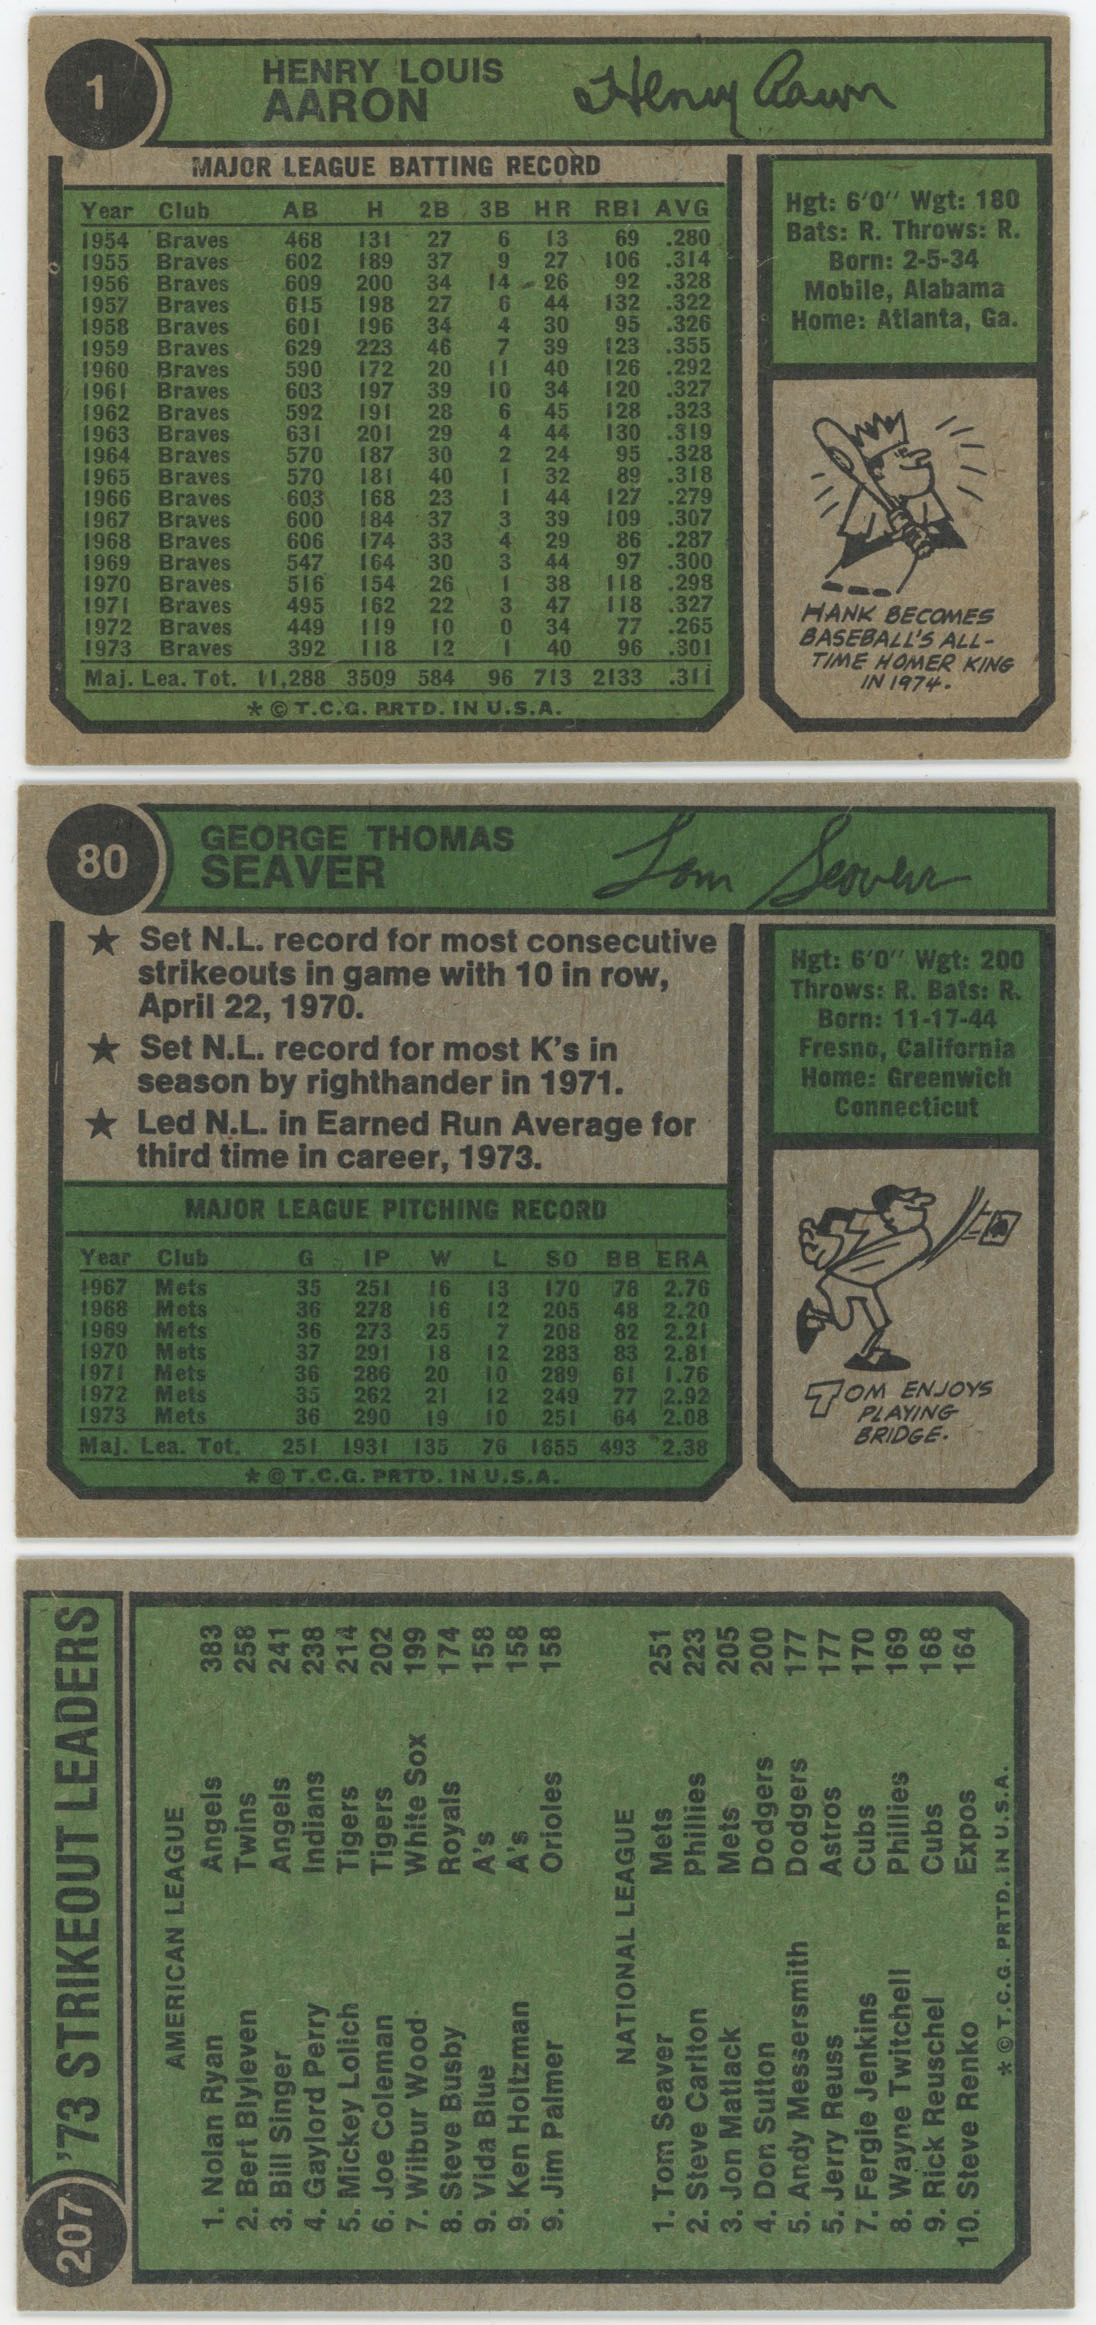 1
HENRY LOUIS
AARON
Henry Aaron
MAJOR LEAGUE BATTING RECORD
Year Club AB H 2B 3B HR RBI AVG
1954 Braves 468 131 27 6 13 69 .280
1955 Braves 602 189 37 9 27 106 .314
1956 Braves 609 200 34 14 26 92 .328
1957 Braves 615 198 27 6 44 132 .322
1958 Braves 601 196 34 4 30 95 .326
1959 Braves 629 223 46 7 39 123 .355
1960 Braves 590 172 20 11 40 126 .292
1961 Braves 603 197 39 10 34 120 .327
1962 Braves 592 191 28 6 45 128 .323
1963 Braves 631 201 29 4 44 130 .319
1964 Braves 570 187 30 2 24 95 .328
1965 Braves 570 181 40 1 32 89 .318
1966 Braves 603 168 23 1 44 127 .279
1967 Braves 600 184 37 3 39 109 .307
1968 Braves 606 174 33 4 29 86 .287
1969 Braves 547 164 30 3 44 97 .300
1970 Braves 516 154 26 1 38 118 .298
1971 Braves 495 162 22 3 47 118 .327
1972 Braves 449 119 10 0 34 77 .265
1973 Braves 392 118 12 1 40 96 .301
Maj. Lea. Tot. 11,288 3509 584 96 713 2133 .311
* © T.C.G. PRTD. IN U.S.A.
Hgt: 6'0" Wgt: 180
Bats: R. Throws: R.
Born: 2-5-34
Mobile, Alabama
Home: Atlanta, Ga.
HANK BECOMES
BASEBALL'S ALL-
TIME HOMER KING
IN 1974.
80
GEORGE THOMAS
SEAVER
Tom Seaver
★ Set N.L. record for most consecutive
strikeouts in game with 10 in row,
April 22, 1970.
★ Set N.L. record for most K's in
season by righthander in 1971.
★ Led N.L. in Earned Run Average for
third time in career, 1973.
MAJOR LEAGUE PITCHING RECORD
Year Club G IP W L SO BB ERA
1967 Mets 35 251 16 13 170 78 2.76
1968 Mets 36 278 16 12 205 48 2.20
1969 Mets 36 273 25 7 208 82 2.21
1970 Mets 37 291 18 12 283 83 2.81
1971 Mets 36 286 20 10 289 61 1.76
1972 Mets 35 262 21 12 249 77 2.92
1973 Mets 36 290 19 10 251 64 2.08
Maj. Lea. Tot. 251 1931 135 76 1655 493 2.38
* © T.C.G. PRTD. IN U.S.A.
Hgt: 6'0" Wgt: 200
Throws: R. Bats: R.
Born: 11-17-44
Fresno, California
Home: Greenwich
Connecticut
TOM ENJOYS
PLAYING
BRIDGE.
207
'73 STRIKEOUT LEADERS
AMERICAN LEAGUE
1. Nolan Ryan Angels 383
2. Bert Blyleven Twins 258
3. Bill Singer Angels 241
4. Gaylord Perry Indians 238
5. Mickey Lolich Tigers 214
6. Joe Coleman Tigers 202
7. Wilbur Wood White Sox 199
8. Steve Busby Royals 174
9. Vida Blue A's 158
9. Ken Holtzman A's 158
9. Jim Palmer Orioles 158
NATIONAL LEAGUE
1. Tom Seaver Mets 251
2. Steve Carlton Phillies 223
3. Jon Matlack Mets 205
4. Don Sutton Dodgers 200
5. Andy Messersmith Dodgers 177
5. Jerry Reuss Astros 177
7. Fergie Jenkins Cubs 170
8. Wayne Twitchell Phillies 169
9. Rick Reuschel Cubs 168
10. Steve Renko Expos 164
* © T.C.G. PRTD. IN U.S.A.